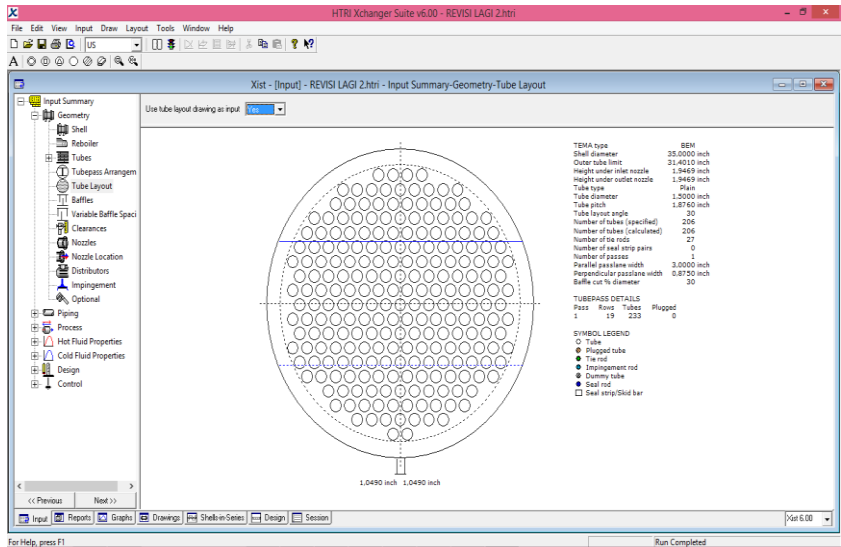 HTRI Xchanger Suite v6.00 - REVISI LAGI 2.htri
File Edit View Input Draw Layout Tools Window Help
US
A
Xist - [Input] - REVISI LAGI 2.htri - Input Summary-Geometry-Tube Layout
Input Summary
Geometry
Shell
Reboiler
Tubes
Tubepass Arrangem
Tube Layout
Baffles
Variable Baffle Spaci
Clearances
Nozzles
Nozzle Location
Distributors
Impingement
Optional
Piping
Process
Hot Fluid Properties
Cold Fluid Properties
Design
Control
<< Previous Next >>
Use tube layout drawing as input Yes
1,0490 inch 1,0490 inch
TEMA type BEM
Shell diameter 35.0000 inch
Outer tube limit 31.4010 inch
Height under inlet nozzle 1.9469 inch
Height under outlet nozzle 1.9469 inch
Tube type Plain
Tube diameter 1.5000 inch
Tube pitch 1.8760 inch
Tube layout angle 30
Number of tubes (specified) 206
Number of tubes (calculated) 206
Number of tie rods 27
Number of seal strip pairs 0
Number of passes 1
Parallel passlane width 3.0000 inch
Perpendicular passlane width 0.8750 inch
Baffle cut % diameter 30
TUBEPASS DETAILS
Pass Rows Tubes Plugged
1 19 233 0
SYMBOL LEGEND
Tube
Plugged tube
Tie rod
Impingement rod
Dummy tube
Seal rod
Seal strip/Skid bar
Input Reports Graphs Drawings Shells-in-Series Design Session Xist 6.00
For Help, press F1 Run Completed